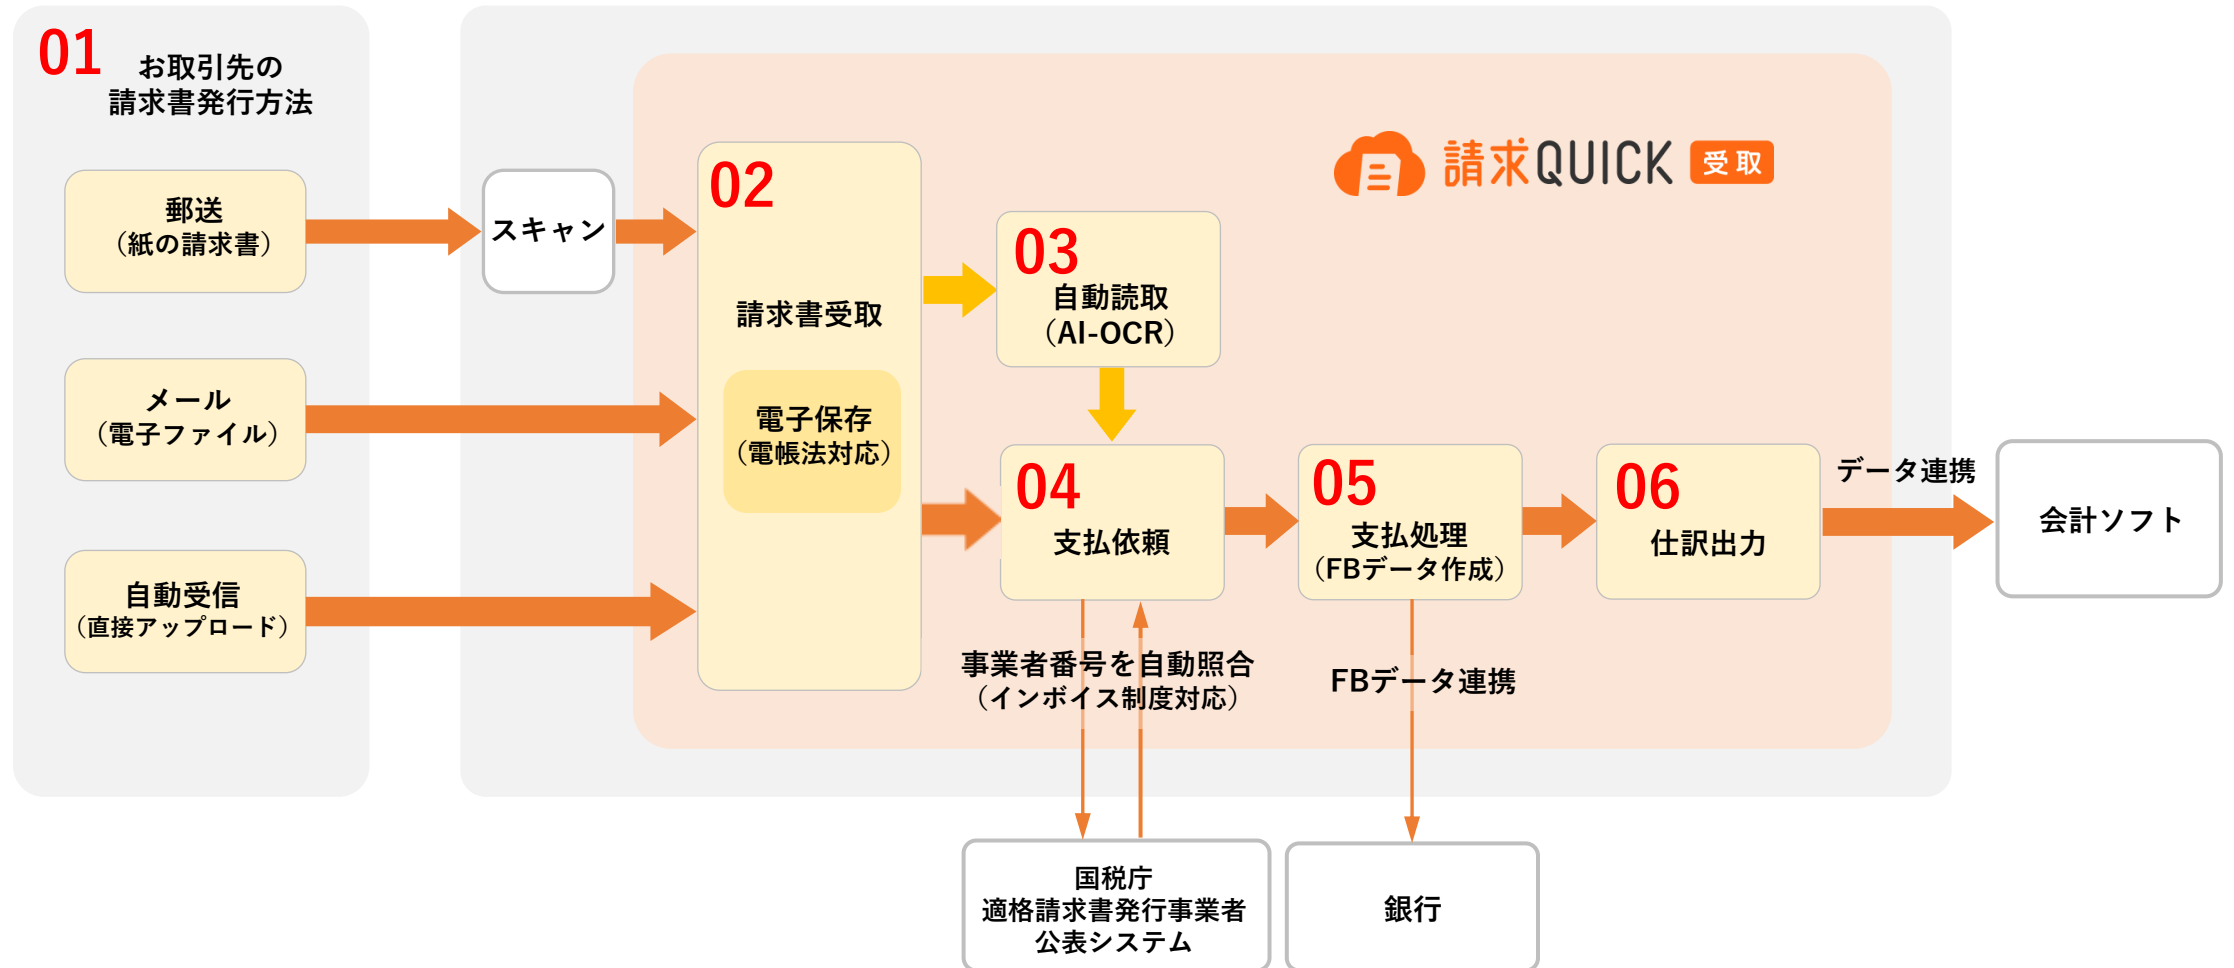 01
お取引先の
請求書発行方法
郵送
（紙の請求書）
メール
（電子ファイル）
自動受信
（直接アップロード）
スキャン
02
請求書受取
電子保存
（電帳法対応）
請求QUICK 受取
03
自動読取
（AI-OCR）
04
支払依頼
05
支払処理
（FBデータ作成）
06
仕訳出力
データ連携
会計ソフト
事業者番号を自動照合
（インボイス制度対応）
FBデータ連携
国税庁
適格請求書発行事業者
公表システム
銀行